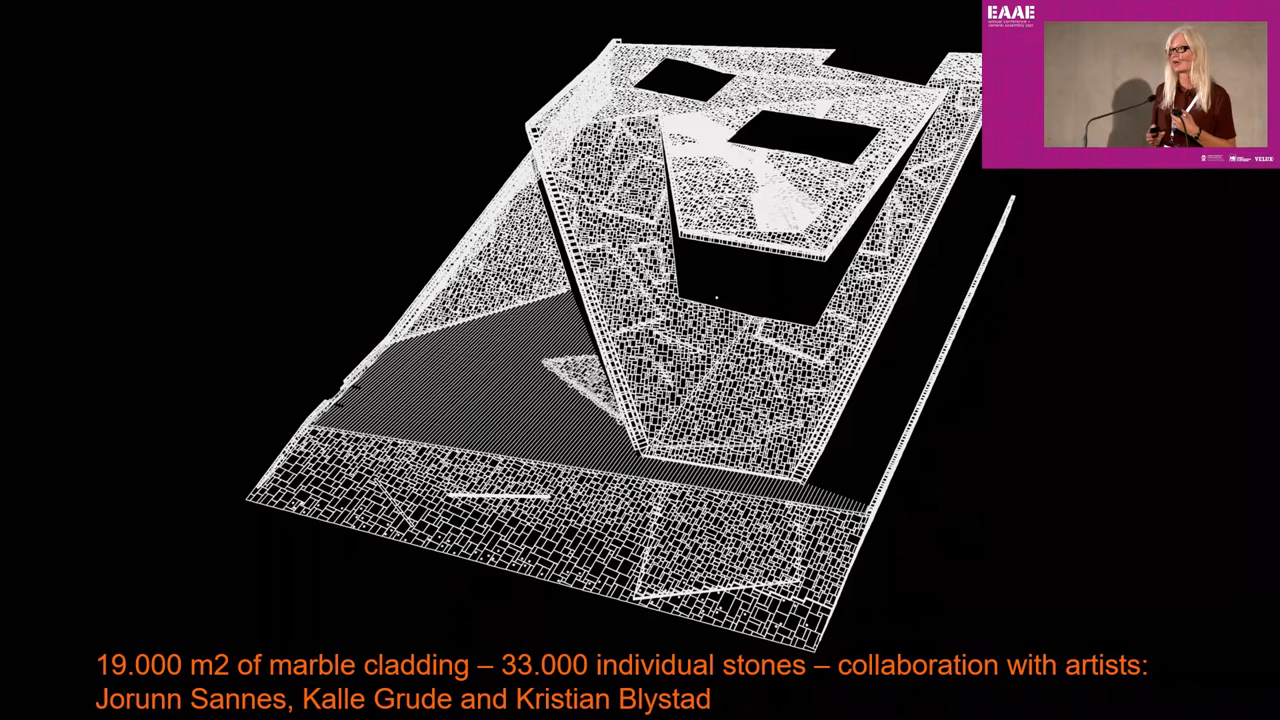 EAAE
19.000 m2 of marble cladding – 33.000 individual stones – collaboration with artists:
Jorunn Sannes, Kalle Grude and Kristian Blystad
VELUX